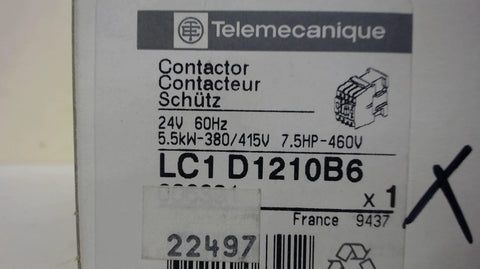 Telemecanique
Contactor
Contacteur
Schütz
24V 60Hz
5.5kW-380/415V 7.5HP-460V
LC1 D1210B6
x 1
France 9437
22497
X